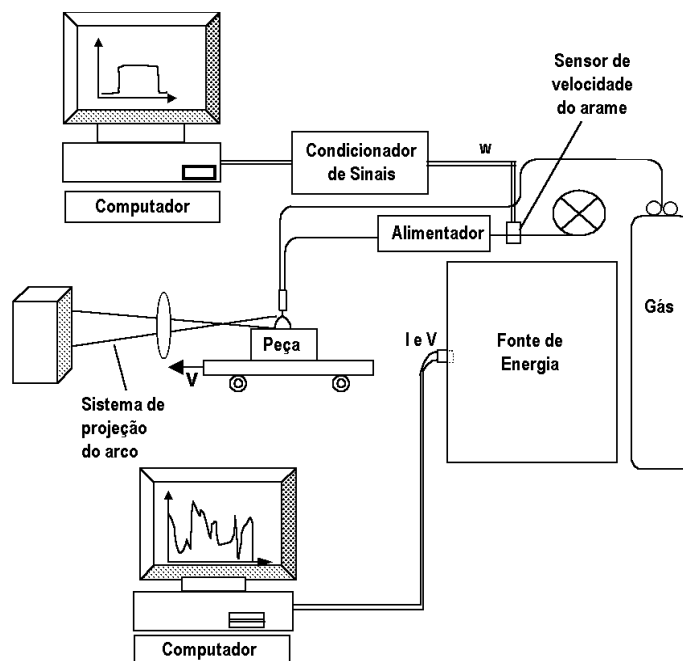 Sensor de
velocidade
do arame
Condicionador
de Sinais
w
Computador
Alimentador
Gás
Fonte de
Energia
I e V
Peça
V
Sistema de
projeção
do arco
Computador